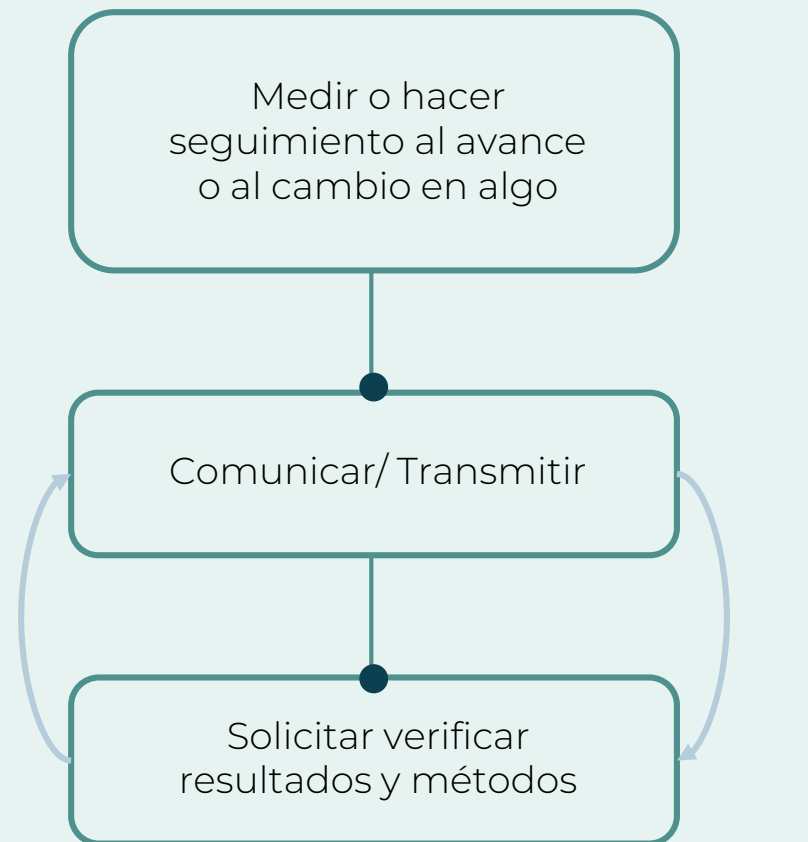 Medir o hacer
seguimiento al avance
o al cambio en algo
Comunicar/ Transmitir
Solicitar verificar
resultados y métodos